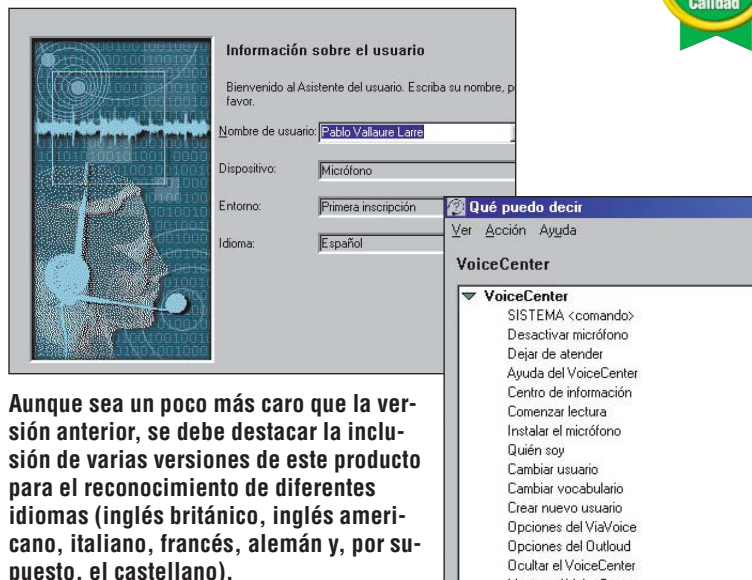 Calidad
Información sobre el usuario
Bienvenido al Asistente del usuario. Escriba su nombre, p
favor.
Nombre de usuario: Pablo Vallaure Larre
Dispositivo: Micrófono
Entorno: Primera inscripción
Idioma: Español
Qué puedo decir
Ver Acción Ayuda
VoiceCenter
VoiceCenter
SISTEMA <comando>
Desactivar micrófono
Dejar de atender
Ayuda del VoiceCenter
Centro de información
Comenzar lectura
Instalar el micrófono
Quién soy
Cambiar usuario
Cambiar vocabulario
Crear nuevo usuario
Opciones del ViaVoice
Opciones del Outloud
Ocultar el VoiceCenter
Aunque sea un poco más caro que la ver-
sión anterior, se debe destacar la inclu-
sión de varias versiones de este producto
para el reconocimiento de diferentes
idiomas (inglés británico, inglés ameri-
cano, italiano, francés, alemán y, por su-
puesto, el castellano).